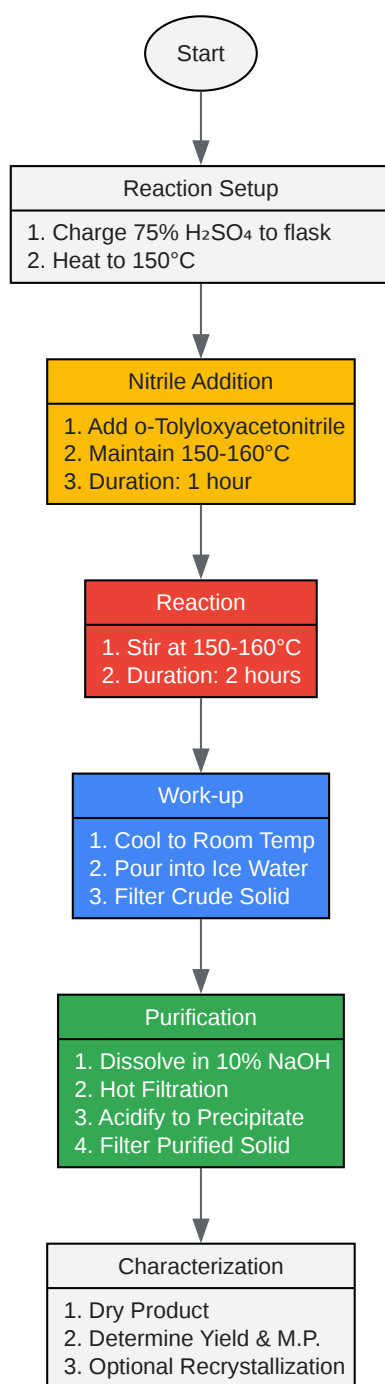 Start
Reaction Setup
1. Charge 75% H₂SO₄ to flask
2. Heat to 150°C
Nitrile Addition
1. Add o-Tolyloxyacetonitrile
2. Maintain 150-160°C
3. Duration: 1 hour
Reaction
1. Stir at 150-160°C
2. Duration: 2 hours
Work-up
1. Cool to Room Temp
2. Pour into Ice Water
3. Filter Crude Solid
Purification
1. Dissolve in 10% NaOH
2. Hot Filtration
3. Acidify to Precipitate
4. Filter Purified Solid
Characterization
1. Dry Product
2. Determine Yield & M.P.
3. Optional Recrystallization